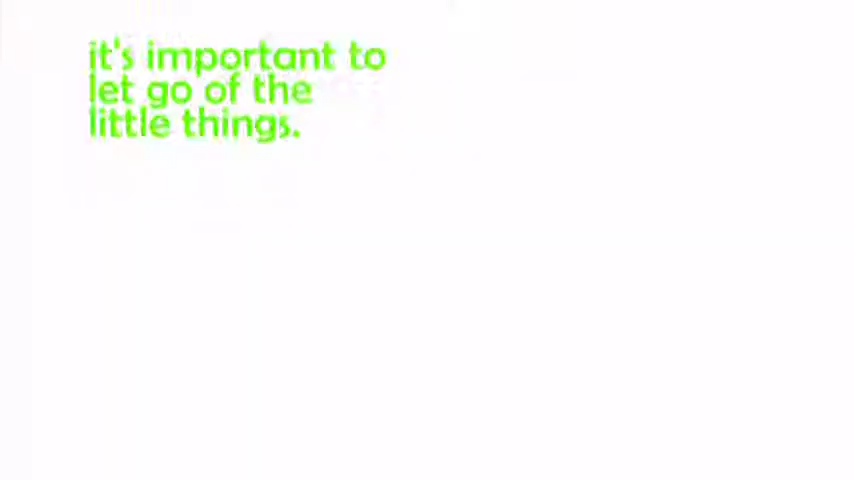 it's important to
let go of the
little things.